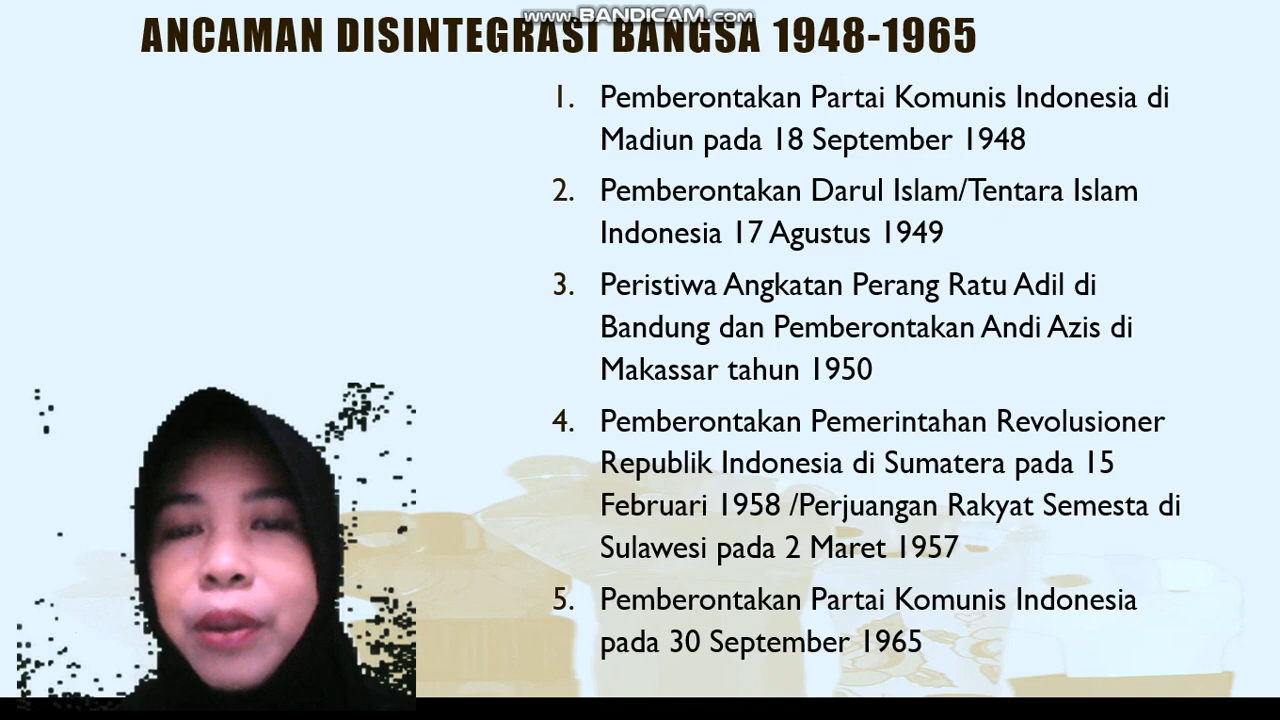 www.BANDICAM.com
ANCAMAN DISINTEGRASI BANGSA 1948-1965
1. Pemberontakan Partai Komunis Indonesia di
Madiun pada 18 September 1948
2. Pemberontakan Darul Islam/Tentara Islam
Indonesia 17 Agustus 1949
3. Peristiwa Angkatan Perang Ratu Adil di
Bandung dan Pemberontakan Andi Azis di
Makassar tahun 1950
4. Pemberontakan Pemerintahan Revolusioner
Republik Indonesia di Sumatera pada 15
Februari 1958 /Perjuangan Rakyat Semesta di
Sulawesi pada 2 Maret 1957
5. Pemberontakan Partai Komunis Indonesia
pada 30 September 1965